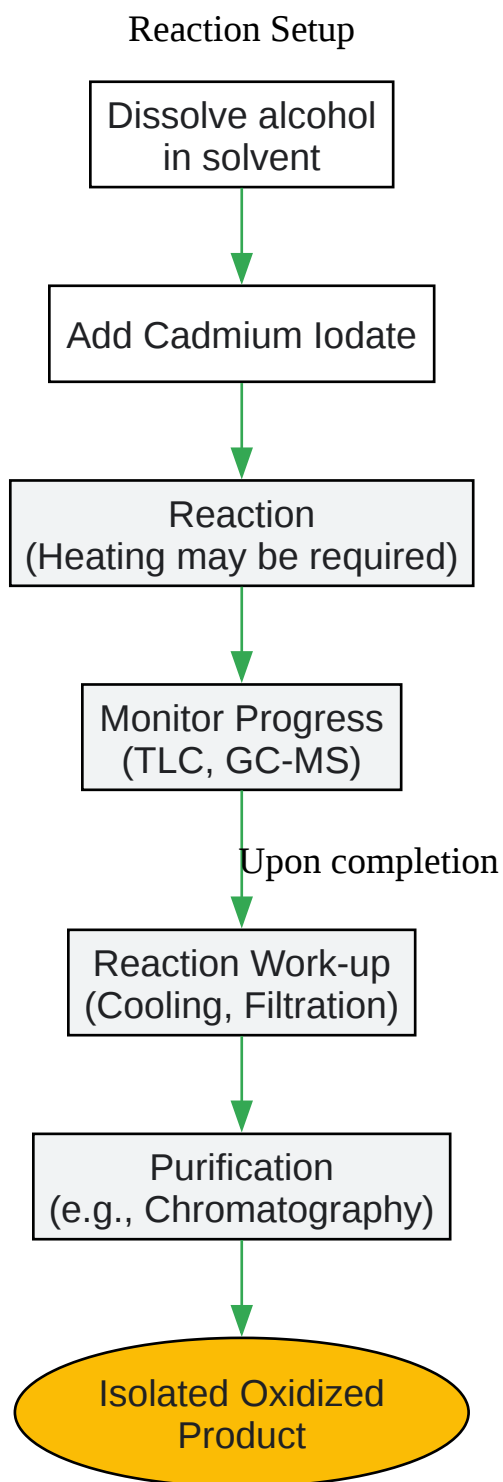 Reaction Setup
Dissolve alcohol
in solvent
Add Cadmium Iodate
Reaction
(Heating may be required)
Monitor Progress
(TLC, GC-MS)
Upon completion
Reaction Work-up
(Cooling, Filtration)
Purification
(e.g., Chromatography)
Isolated Oxidized
Product